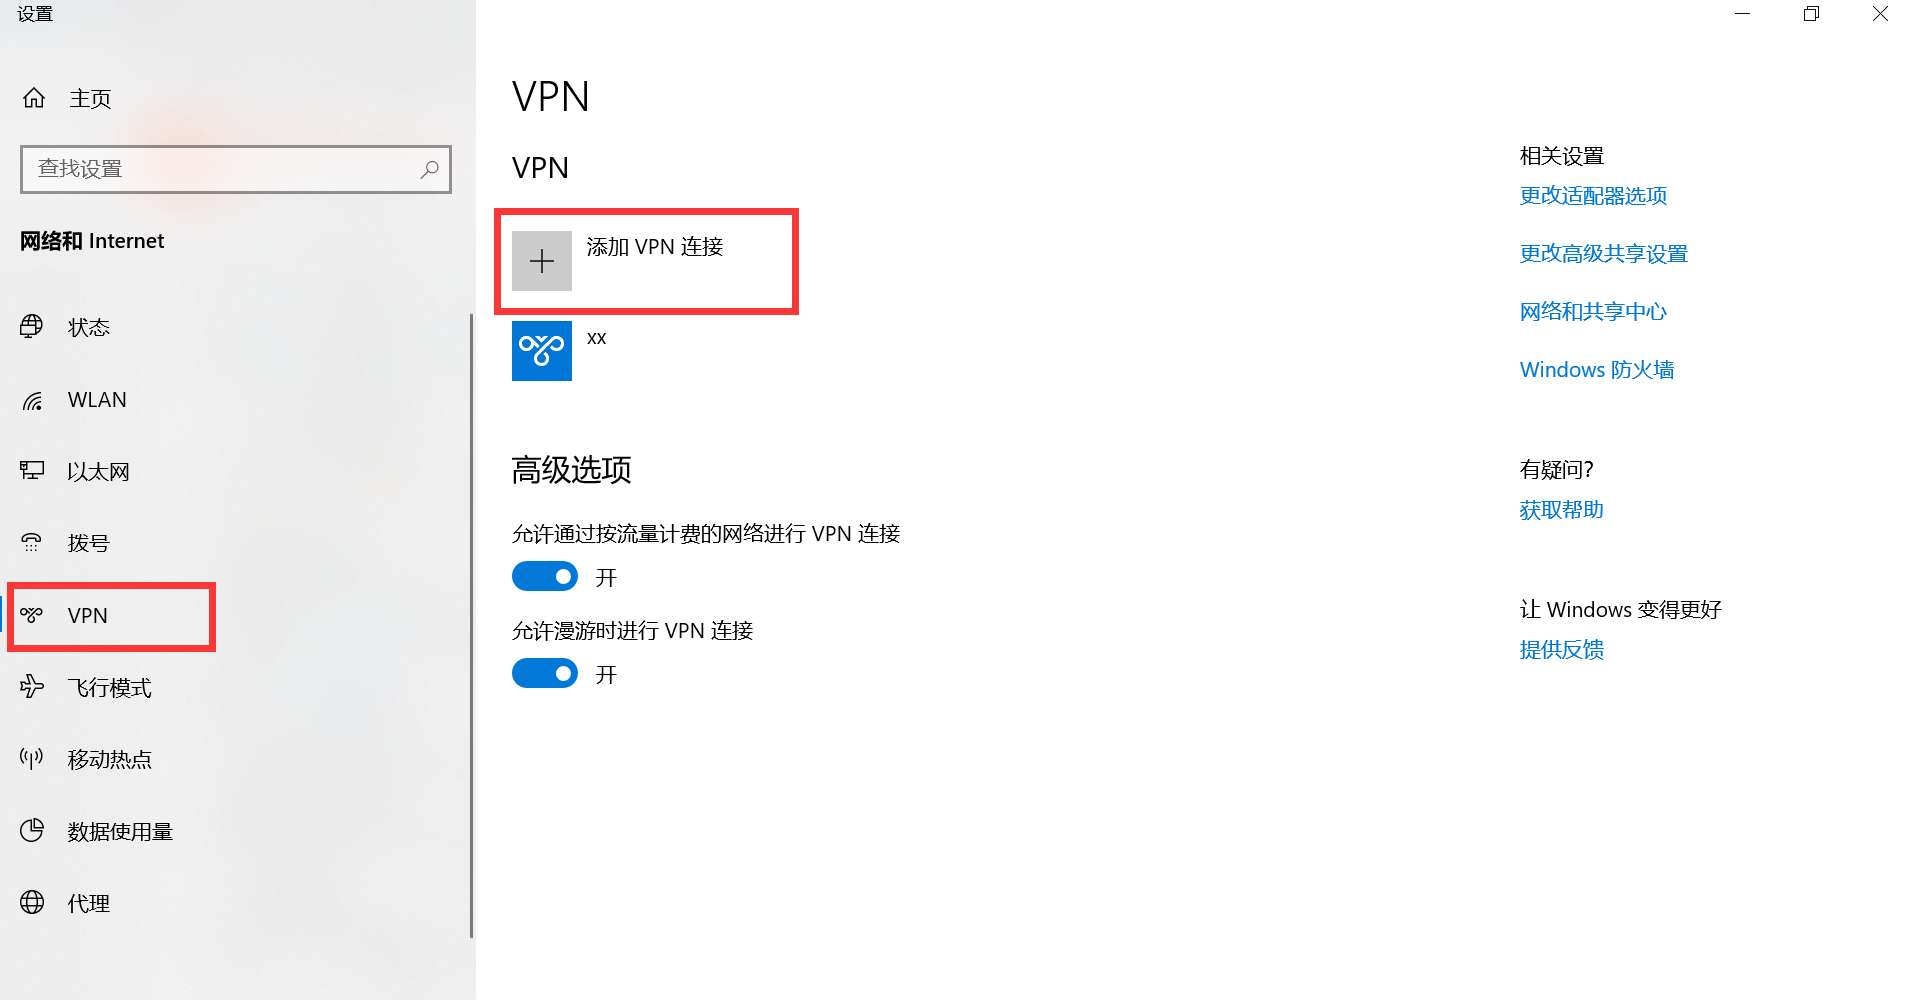 设置
主页
查找设置
网络和 Internet
状态
WLAN
以太网
拨号
VPN
飞行模式
移动热点
数据使用量
代理
VPN
VPN
添加 VPN 连接
xx
高级选项
允许通过按流量计费的网络进行 VPN 连接
开
允许漫游时进行 VPN 连接
开
相关设置
更改适配器选项
更改高级共享设置
网络和共享中心
Windows 防火墙
有疑问?
获取帮助
让 Windows 变得更好
提供反馈